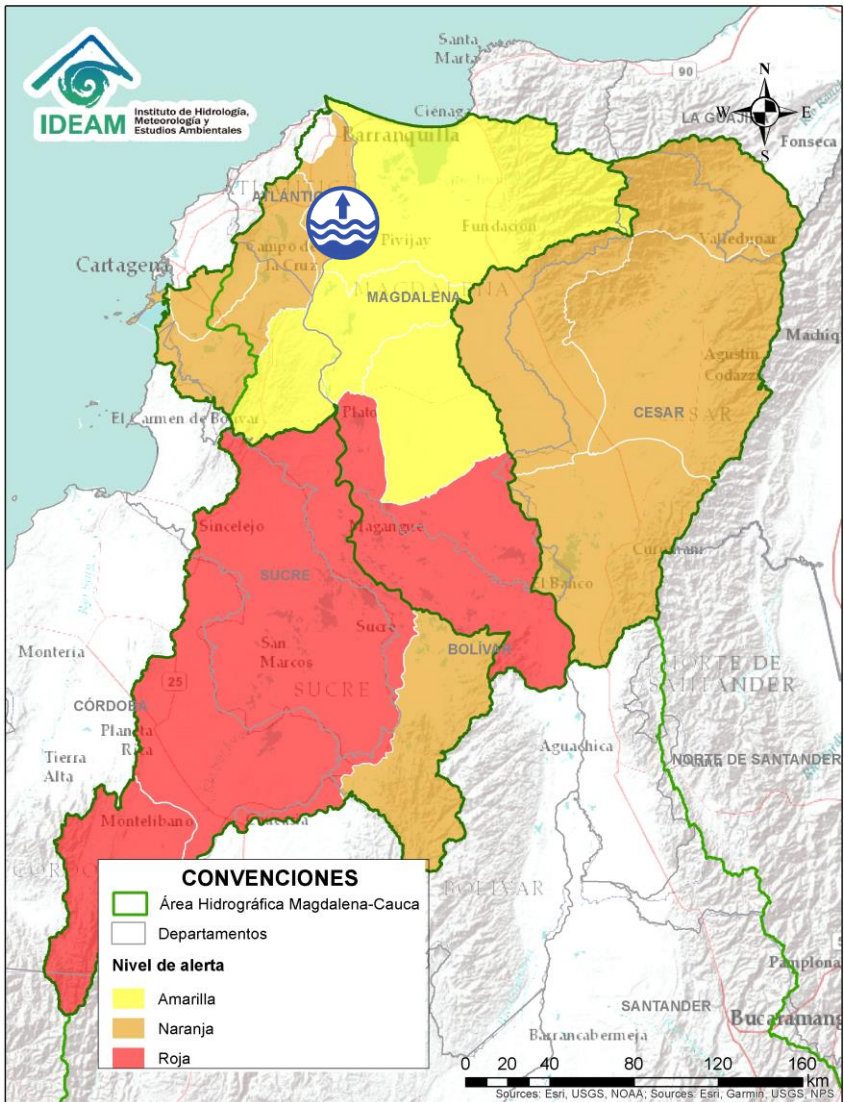 Santa
Marta
90
N
W
E
S
IDEAM
Instituto de Hidrología,
Meteorología y
Estudios Ambientales
Ciénaga
LA GUAJIRA
Barranquilla
Fonseca
ATLÁNTICO
Fundación
Pivijay
Valledupar
Campo de
la Cruz
Cartagena
MAGDALENA
MAGDALENA
Agustín
Codazzi
Plato
CESAR
CESAR
El Carmen de Bolívar
Sincelejo
Magangué
Curumaní
SUCRE
El Banco
Sucre
San
Marcos
BOLÍVAR
Montería
NORTE DE
SANTANDER
25
SUCRE
CÓRDOBA
Planeta
Rica
Aguachica
Tierra
Alta
NORTE DE SANTANDER
Montelíbano
Caucasia
BOLÍVAR
CONVENCIONES
Área Hidrográfica Magdalena-Cauca
Departamentos
Nivel de alerta
Amarilla
Naranja
Roja
Pamplona
SANTANDER
Bucaramang
Barrancabermeja
0 20 40 80 120 160
km
Sources: Esri, USGS, NOAA; Sources: Esri, Garmin, USGS, NPS